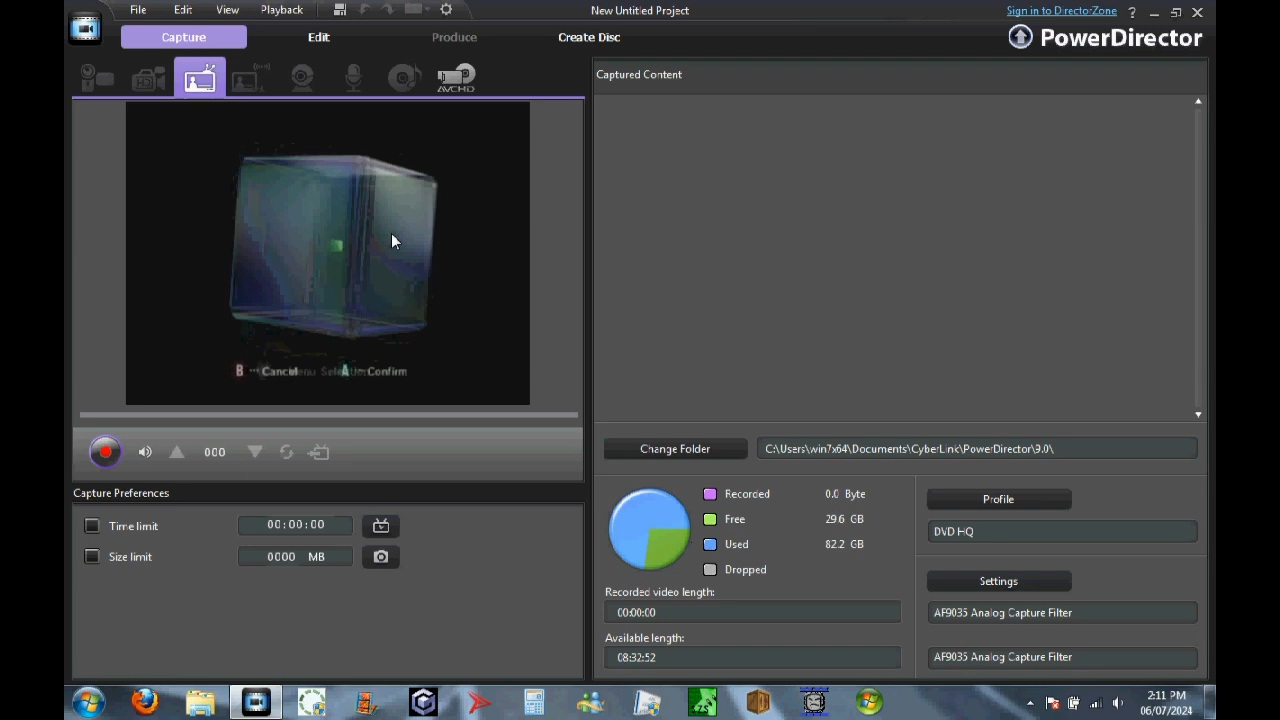 File Edit View Playback
New Untitled Project
Sign in to DirectorZone ?
Capture Edit Produce Create Disc
PowerDirector
HD
AVCHD
Captured Content
B Cancel A Confirm
000
Change Folder C:\Users\win7x64\Documents\CyberLink\PowerDirector\9.0\
Capture Preferences
Time limit 00:00:00
Size limit 0000 MB
Recorded 0.0 Byte
Free 29.6 GB
Used 82.2 GB
Dropped
Recorded video length:
00:00:00
Available length:
08:32:52
Profile
DVD HQ
Settings
AF9035 Analog Capture Filter
AF9035 Analog Capture Filter
2:11 PM
06/07/2024